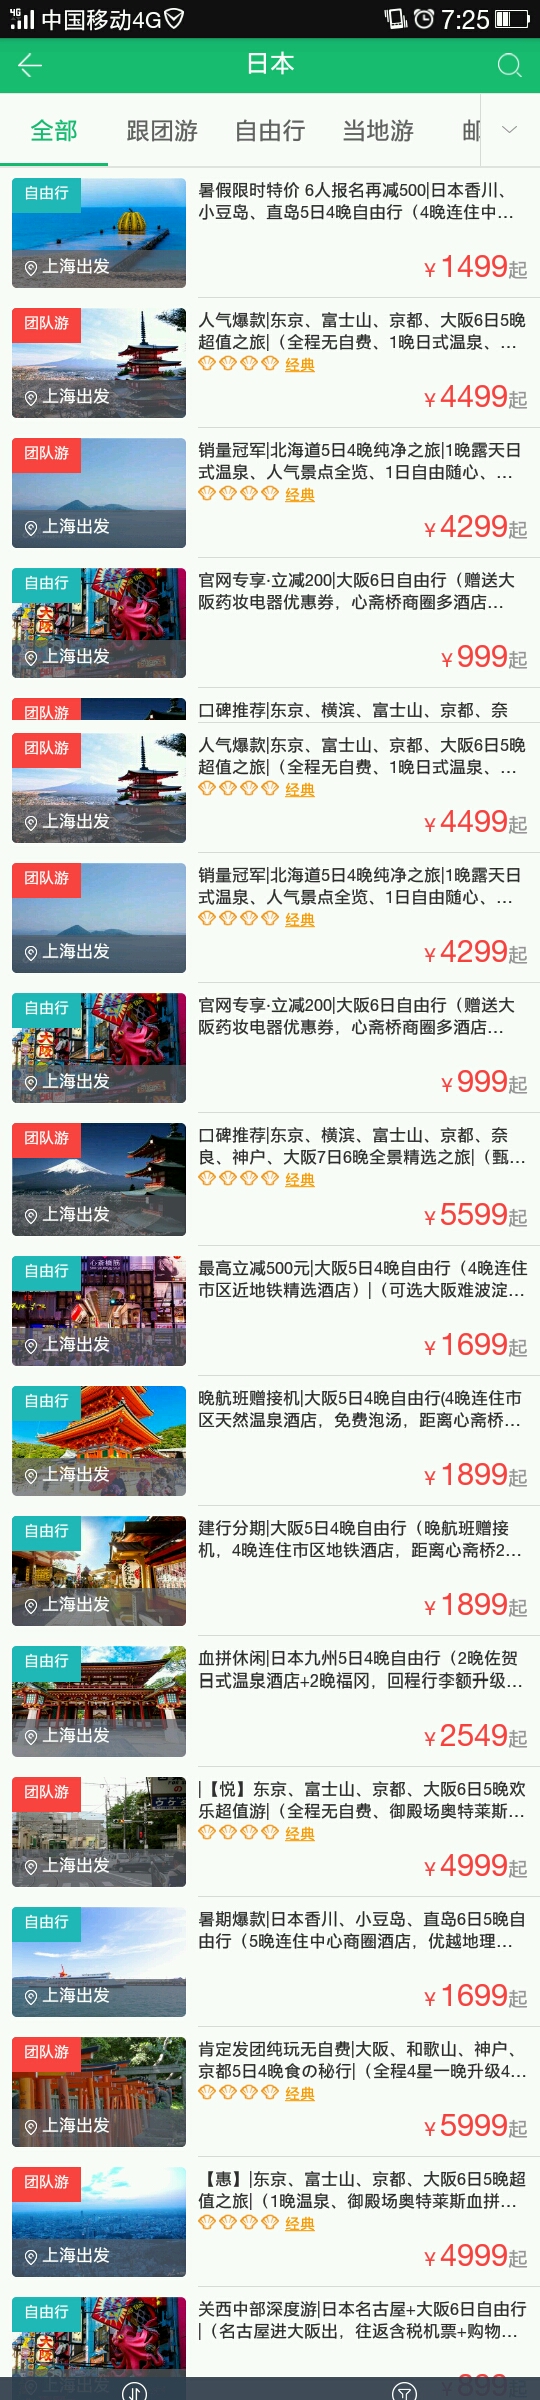 4G 中国移动4G 7:25
日本
全部 跟团游 自由行 当地游
自由行
上海出发
暑假限时特价 6人报名再减500|日本香川、
小豆岛、直岛5日4晚自由行（4晚连住中...
¥1499起
团队游
上海出发
人气爆款|东京、富士山、京都、大阪6日5晚
超值之旅|（全程无自费、1晚日式温泉、...
经典
¥4499起
团队游
上海出发
销量冠军|北海道5日4晚纯净之旅|1晚露天日
式温泉、人气景点全览、1日自由随心、...
经典
¥4299起
自由行
大阪
上海出发
官网专享·立减200|大阪6日自由行（赠送大
阪药妆电器优惠券，心斋桥商圈多酒店...
¥999起
团队游
口碑推荐|东京、横滨、富士山、京都、奈
团队游
上海出发
人气爆款|东京、富士山、京都、大阪6日5晚
超值之旅|（全程无自费、1晚日式温泉、...
经典
¥4499起
团队游
上海出发
销量冠军|北海道5日4晚纯净之旅|1晚露天日
式温泉、人气景点全览、1日自由随心、...
经典
¥4299起
自由行
大阪
上海出发
官网专享·立减200|大阪6日自由行（赠送大
阪药妆电器优惠券，心斋桥商圈多酒店...
¥999起
团队游
上海出发
口碑推荐|东京、横滨、富士山、京都、奈
良、神户、大阪7日6晚全景精选之旅|（甄...
经典
¥5599起
自由行
心斎橋筋
上海出发
最高立减500元|大阪5日4晚自由行（4晚连住
市区近地铁精选酒店）|（可选大阪难波淀...
¥1699起
自由行
上海出发
晚航班赠接机|大阪5日4晚自由行(4晚连住市
区天然温泉酒店，免费泡汤，距离心斋桥...
¥1899起
自由行
上海出发
建行分期|大阪5日4晚自由行（晚航班赠接
机，4晚连住市区地铁酒店，距离心斋桥2...
¥1899起
自由行
上海出发
血拼休闲|日本九州5日4晚自由行（2晚佐贺
日式温泉酒店+2晚福冈，回程行李额升级...
¥2549起
团队游
上海出发
|【悦】东京、富士山、京都、大阪6日5晚欢
乐超值游|（全程无自费、御殿场奥特莱斯...
经典
¥4999起
自由行
上海出发
暑期爆款|日本香川、小豆岛、直岛6日5晚自
由行（5晚连住中心商圈酒店，优越地理...
¥1699起
团队游
上海出发
肯定发团纯玩无自费|大阪、和歌山、神户、
京都5日4晚食の秘行|（全程4星一晚升级4...
经典
¥5999起
团队游
上海出发
【惠】|东京、富士山、京都、大阪6日5晚超
值之旅|（1晚温泉、御殿场奥特莱斯血拼...
经典
¥4999起
自由行
大阪
关西中部深度游|日本名古屋+大阪6日自由行
|（名古屋进大阪出，往返含税机票+购物...